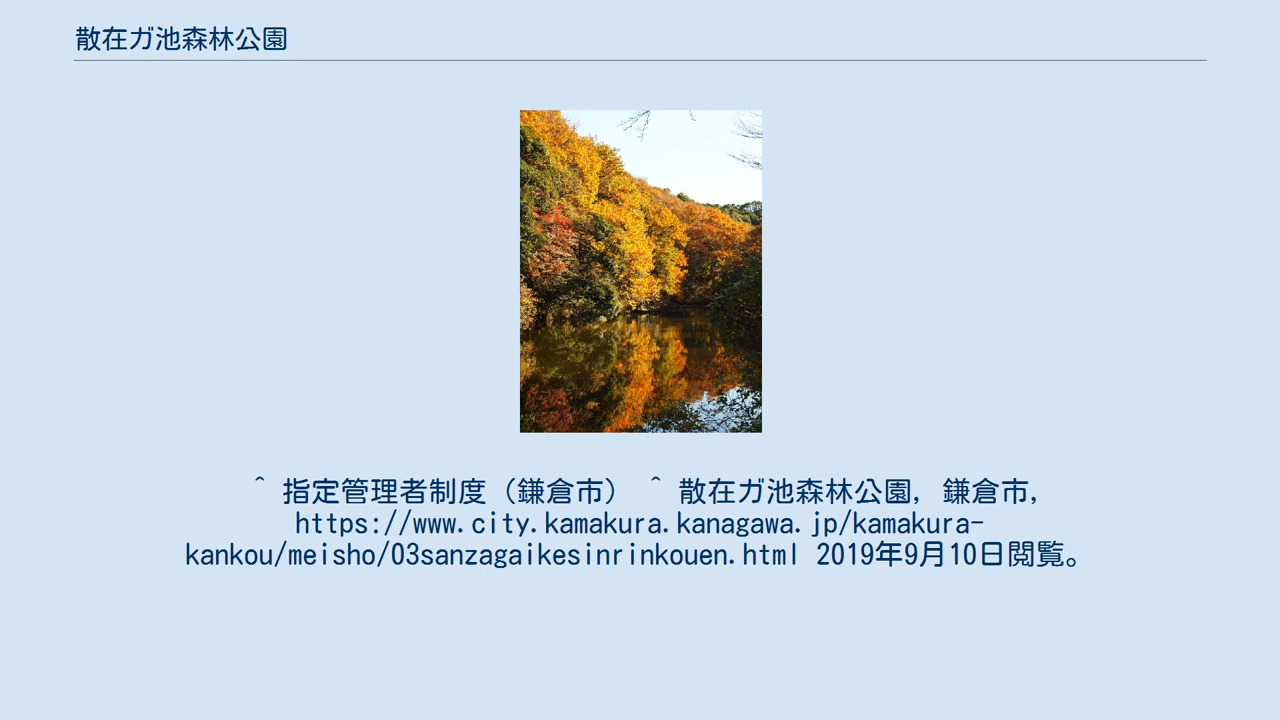 散在ガ池森林公園
^ 指定管理者制度（鎌倉市） ^ 散在ガ池森林公園, 鎌倉市,
https://www.city.kamakura.kanagawa.jp/kamakura-
kankou/meisho/03sanzagaikesinrinkouen.html 2019年9月10日閲覧。